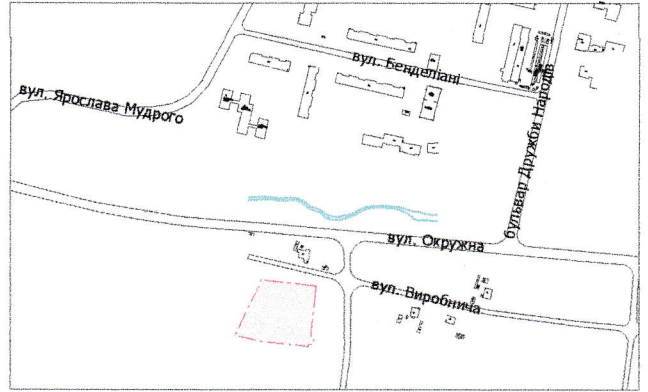 вул. Бенделіані
вул. Ярослава Мудрого
бульвар Дружби Народів
вул. Окружна
вул. Виробнича